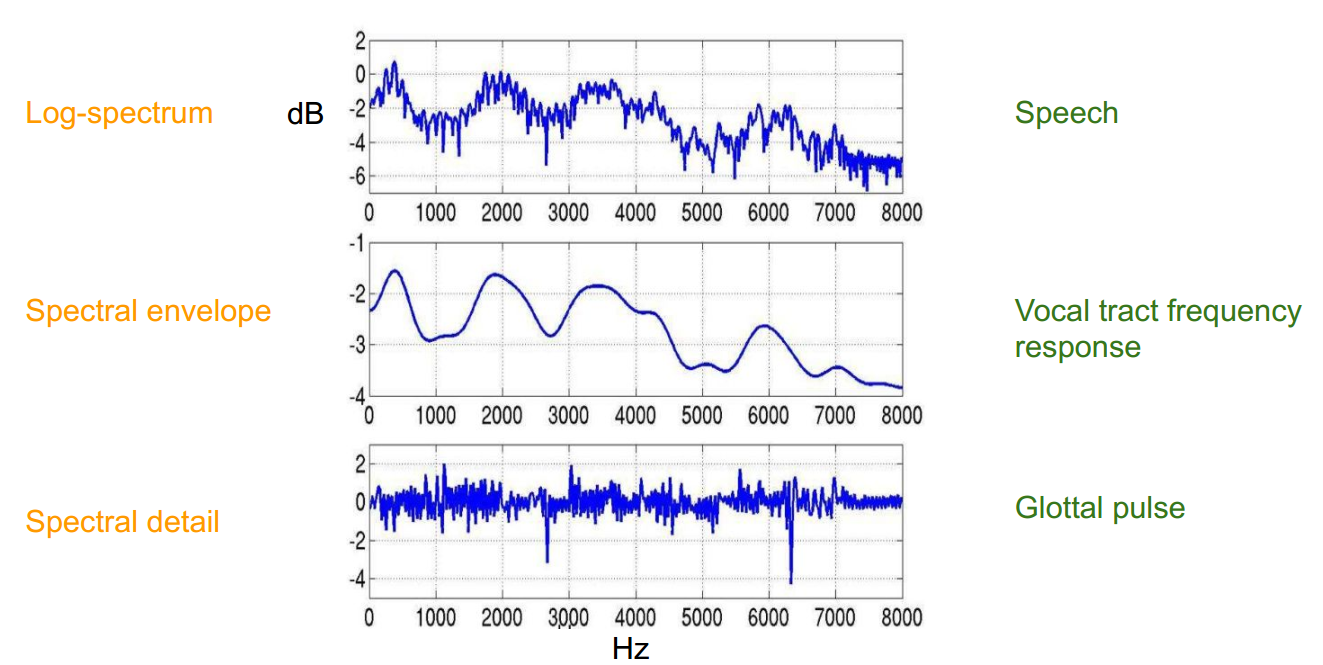 2
0
Log-spectrum dB -2 Speech
-4
-6
0 1000 2000 3000 4000 5000 6000 7000 8000
-1
-2
Spectral envelope Vocal tract frequency
response
-3
-4
0 1000 2000 3000 4000 5000 6000 7000 8000
2
0 Glottal pulse
Spectral detail
-2
-4
0 1000 2000 3000 4000 5000 6000 7000 8000
Hz